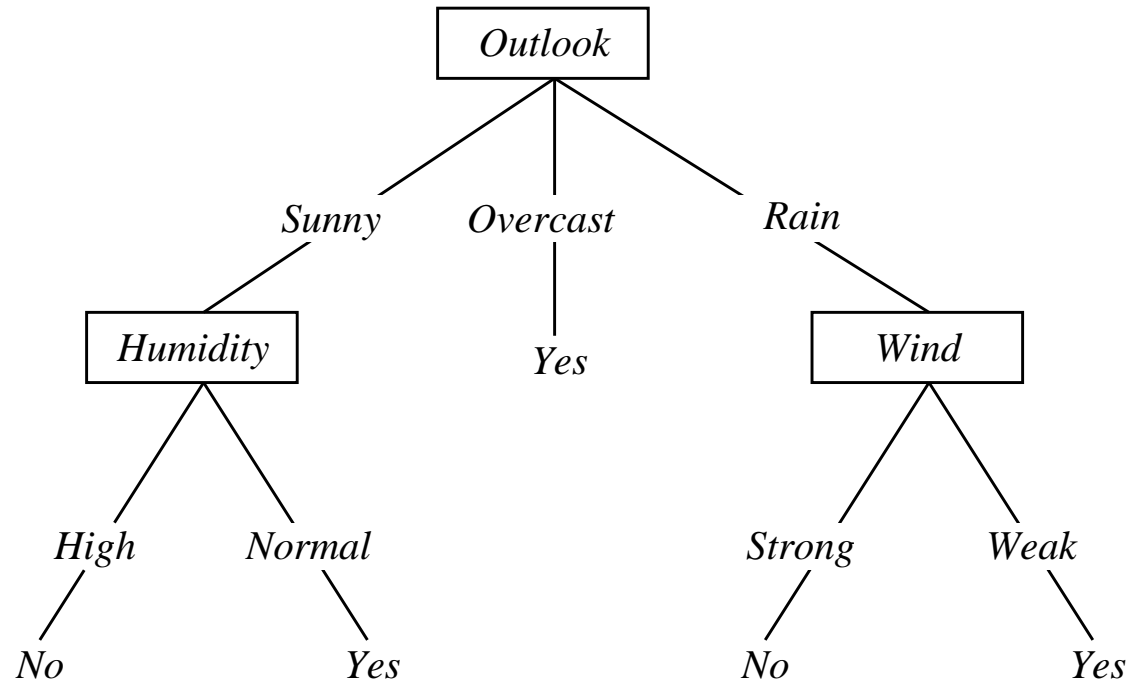 Outlook
Sunny Overcast Rain
Humidity Yes Wind
High Normal Strong Weak
No Yes No Yes